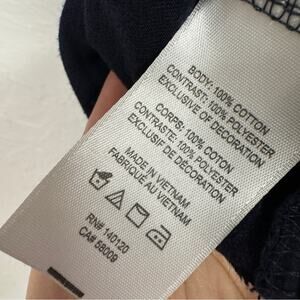 BODY: 100% COTTON
CONTRAST: 100% POLYESTER
EXCLUSIVE OF DECORATION
CORPS: 100% COTON
CONTRASTE: 100% POLYESTER
EXCLUSIF DE DÉCORATION
MADE IN VIETNAM
FABRIQUÉ AU VIETNAM
RN# 140120
CA# 58009